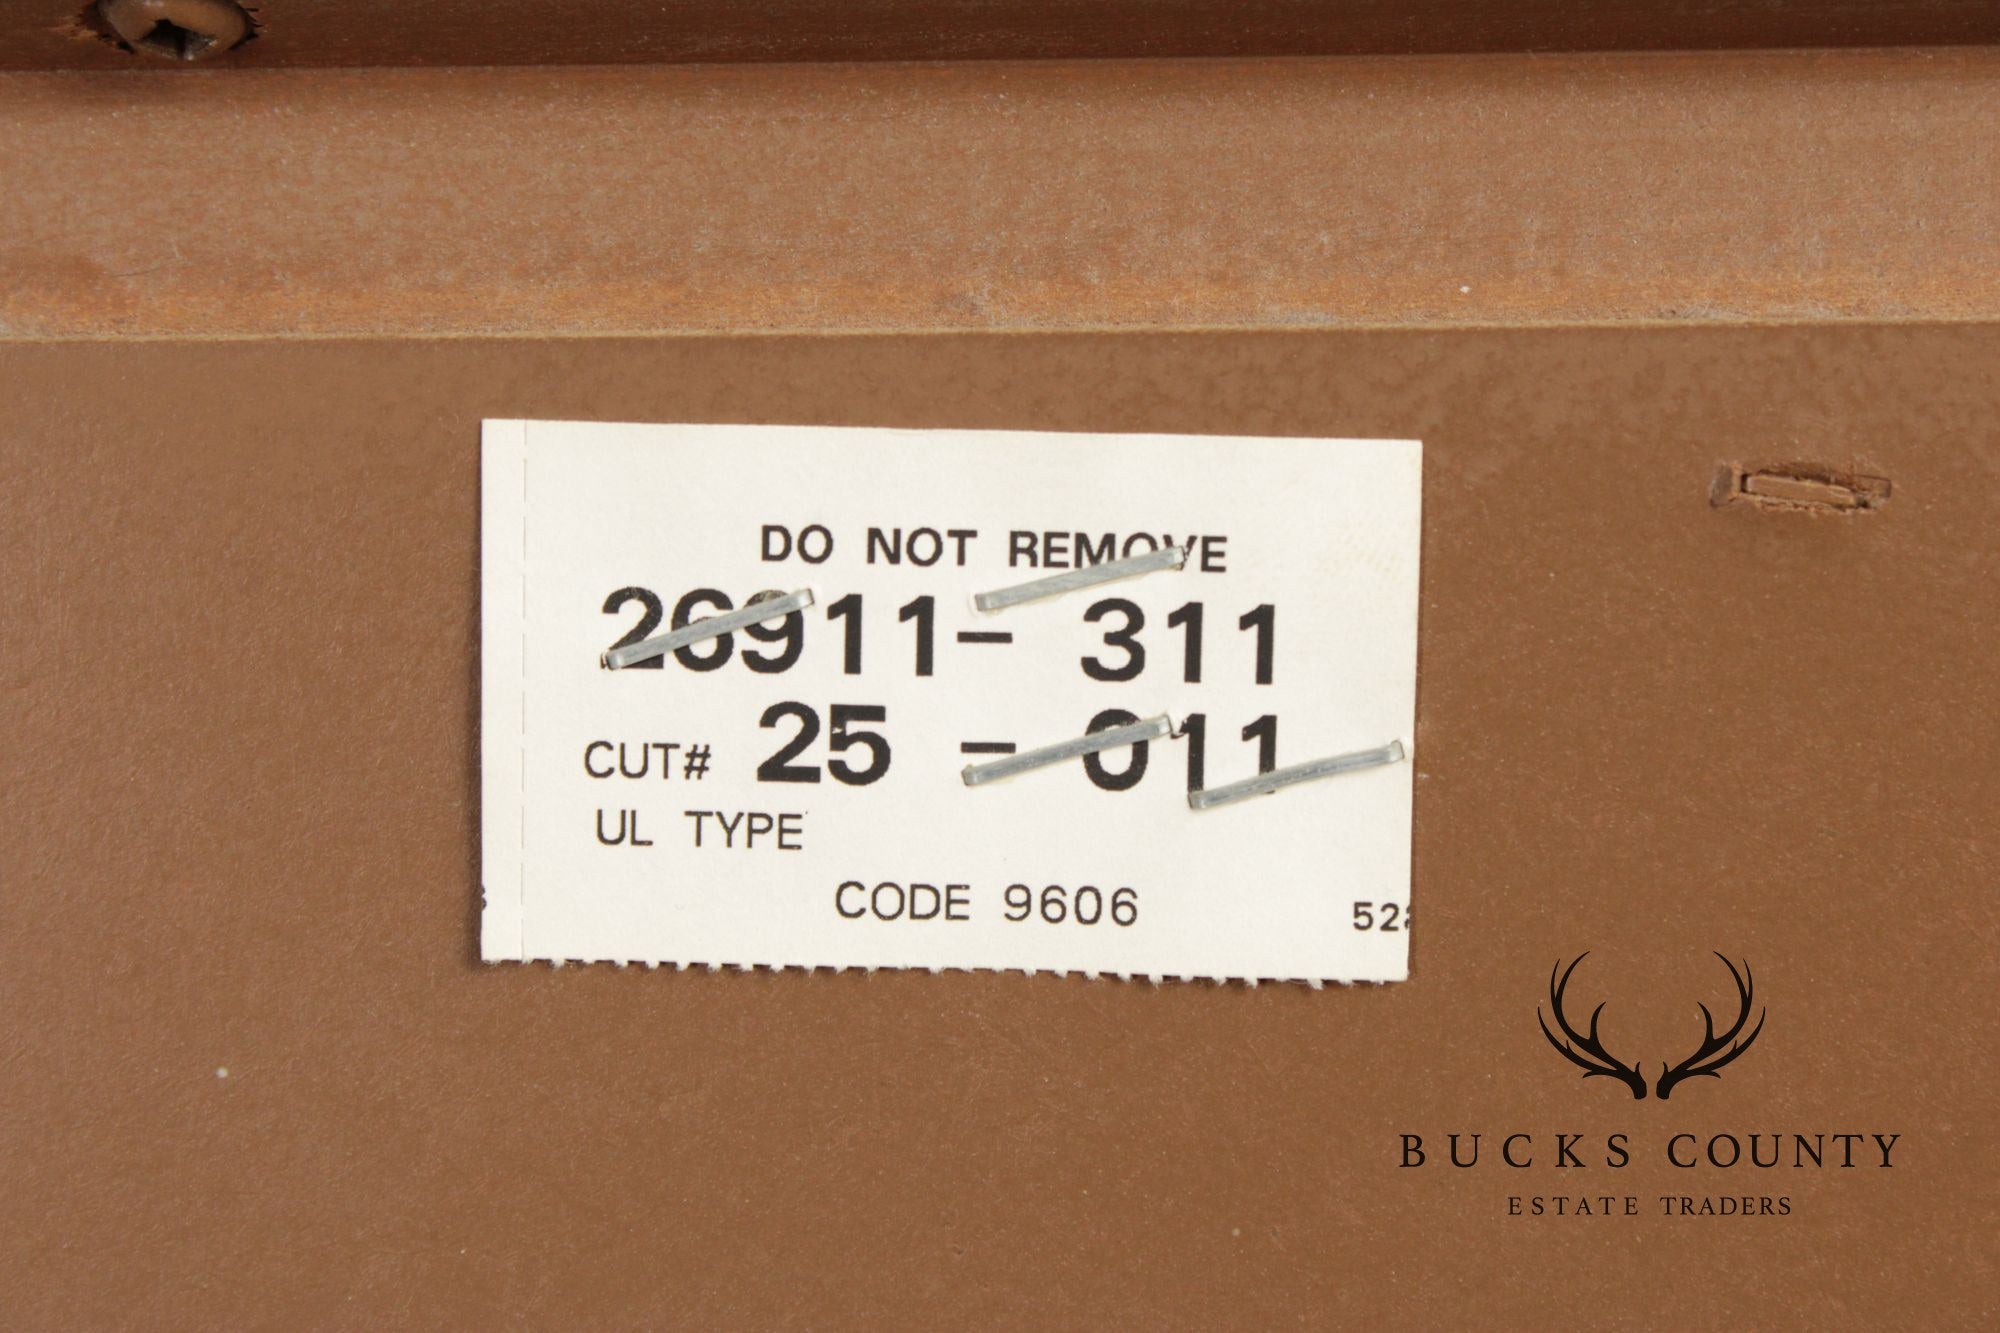 DO NOT REMOVE
26911- 311
CUT# 25 - 011
UL TYPE
CODE 9606
BUCKS COUNTY
ESTATE TRADERS